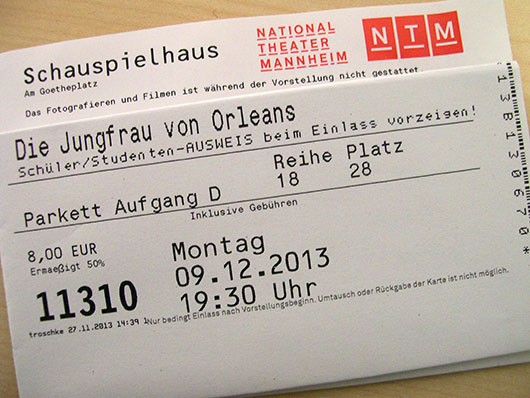 Schauspielhaus
Am Goetheplatz
NATIONAL
THEATER
MANNHEIM
NTM
Das Fotografieren und Filmen ist während der Vorstellung nicht gestattet.
Die Jungfrau von Orleans
Schüler/Studenten-AUSWEIS beim Einlass vorzeigen!
Reihe Platz
Parkett Aufgang D 18 28
Inklusive Gebühren
8,00 EUR
Ermaeßigt 50%
Montag
09.12.2013
19:30 Uhr
11310
troschke 27.11.2013 14:39
Nur bedingt Einlass nach Vorstellungsbeginn. Umtausch oder Rückgabe der Karte ist nicht möglich.